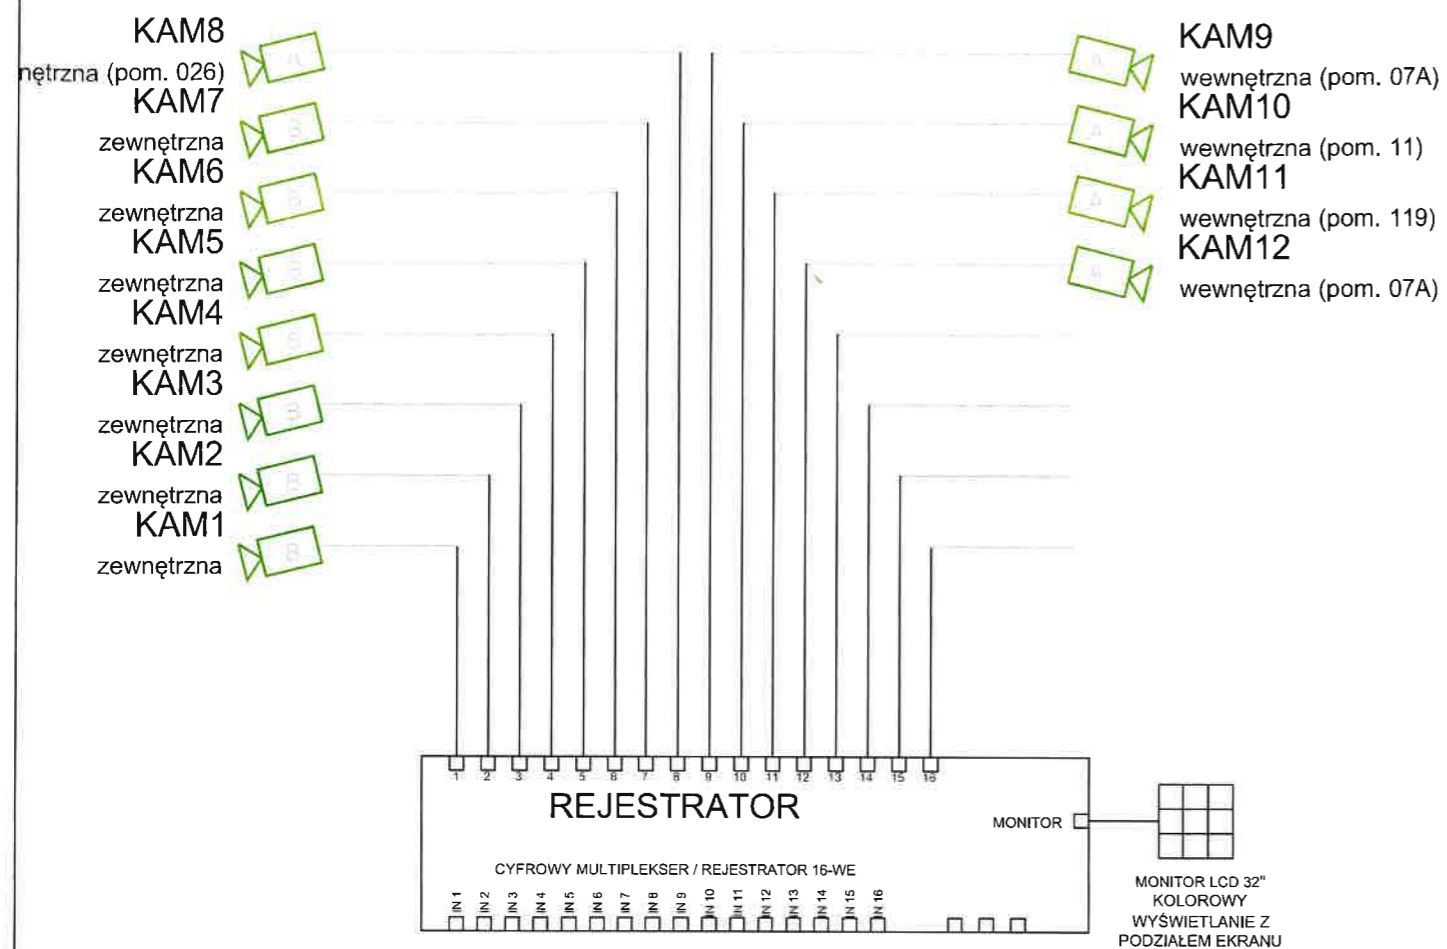 KAM8
nętrzna (pom. 026)
KAM7
zewnętrzna
KAM6
zewnętrzna
KAM5
zewnętrzna
KAM4
zewnętrzna
KAM3
zewnętrzna
KAM2
zewnętrzna
KAM1
zewnętrzna
KAM9
wewnętrzna (pom. 07A)
KAM10
wewnętrzna (pom. 11)
KAM11
wewnętrzna (pom. 119)
KAM12
wewnętrzna (pom. 07A)
1 2 3 4 5 6 7 8 9 10 11 12 13 14 15 16
REJESTRATOR
MONITOR
CYFROWY MULTIPLEKSER / REJESTRATOR 16-WE
IN 1 IN 2 IN 3 IN 4 IN 5 IN 6 IN 7 IN 8 IN 9 IN 10 IN 11 IN 12 IN 13 IN 14 IN 15 IN 16
MONITOR LCD 32"
KOLOROWY
WYŚWIETLANIE Z
PODZIAŁEM EKRANU